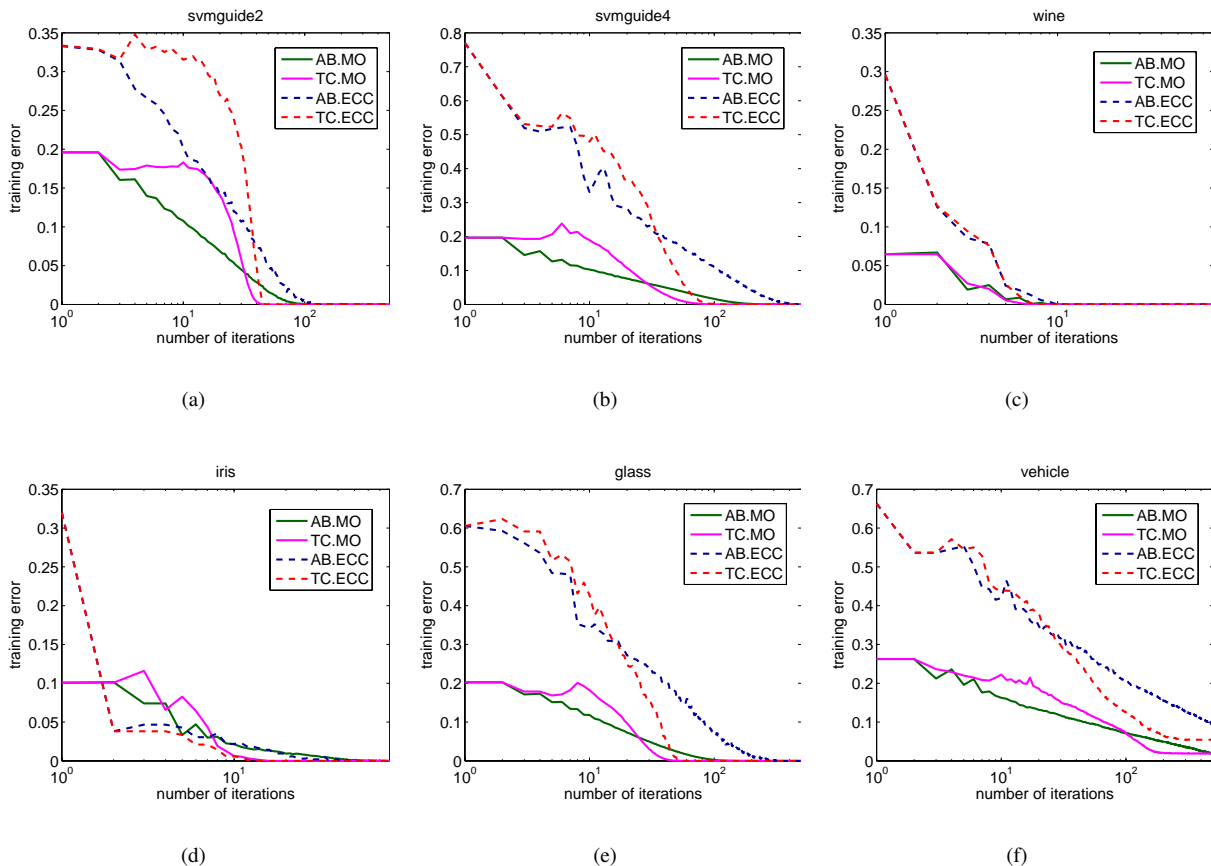 svmguide2
0.35
0.3
0.25
0.2
0.15
0.1
0.05
0
training error
10^0
10^1
10^2
number of iterations
AB.MO
TC.MO
AB.ECC
TC.ECC
(a)
svmguide4
0.8
0.7
0.6
0.5
0.4
0.3
0.2
0.1
0
training error
10^0
10^1
10^2
number of iterations
AB.MO
TC.MO
AB.ECC
TC.ECC
(b)
wine
0.35
0.3
0.25
0.2
0.15
0.1
0.05
0
training error
10^0
10^1
number of iterations
AB.MO
TC.MO
AB.ECC
TC.ECC
(c)
iris
0.35
0.3
0.25
0.2
0.15
0.1
0.05
0
training error
10^0
10^1
number of iterations
AB.MO
TC.MO
AB.ECC
TC.ECC
(d)
glass
0.7
0.6
0.5
0.4
0.3
0.2
0.1
0
training error
10^0
10^1
10^2
number of iterations
AB.MO
TC.MO
AB.ECC
TC.ECC
(e)
vehicle
0.7
0.6
0.5
0.4
0.3
0.2
0.1
0
training error
10^0
10^1
10^2
number of iterations
AB.MO
TC.MO
AB.ECC
TC.ECC
(f)